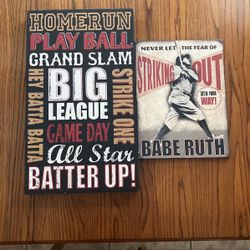 HOMERUN
PLAY BALL
GRAND SLAM
HEY BATTA BATTA
BIG
LEAGUE
STRIKE ONE
GAME DAY
All Star
BATTER UP!
NEVER LET THE FEAR OF
STRIKING OUT
GET IN YOUR
WAY!
BABE RUTH